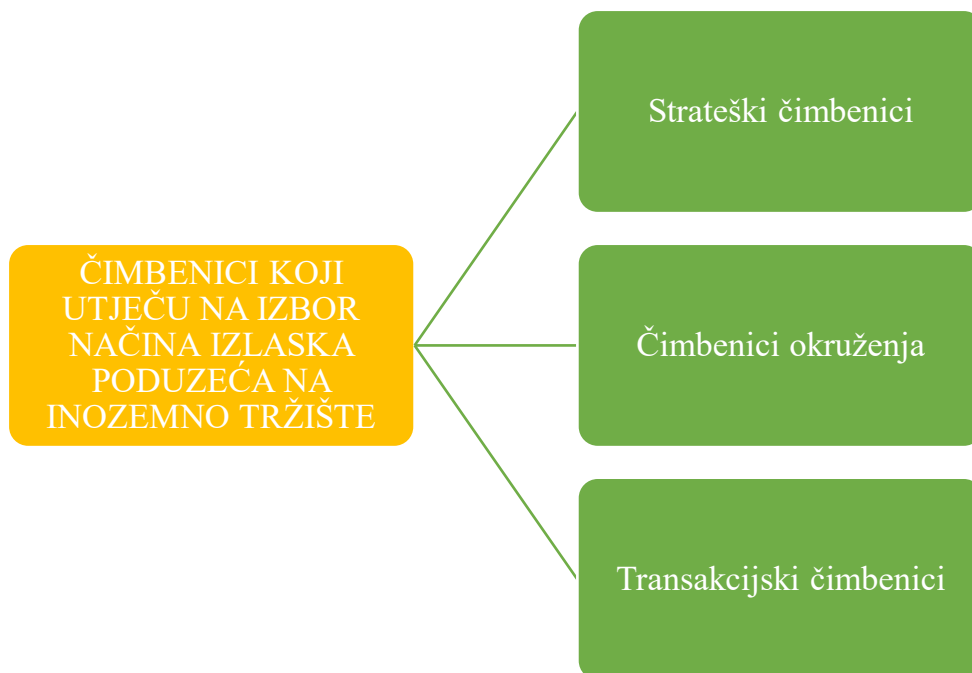 Strateški čimbenici
ČIMBENICI KOJI
UTJEČU NA IZBOR
NAČINA IZLASKA
PODUZEĆA NA
INOZEMNO TRŽIŠTE
Čimbenici okruženja
Transakcijski čimbenici